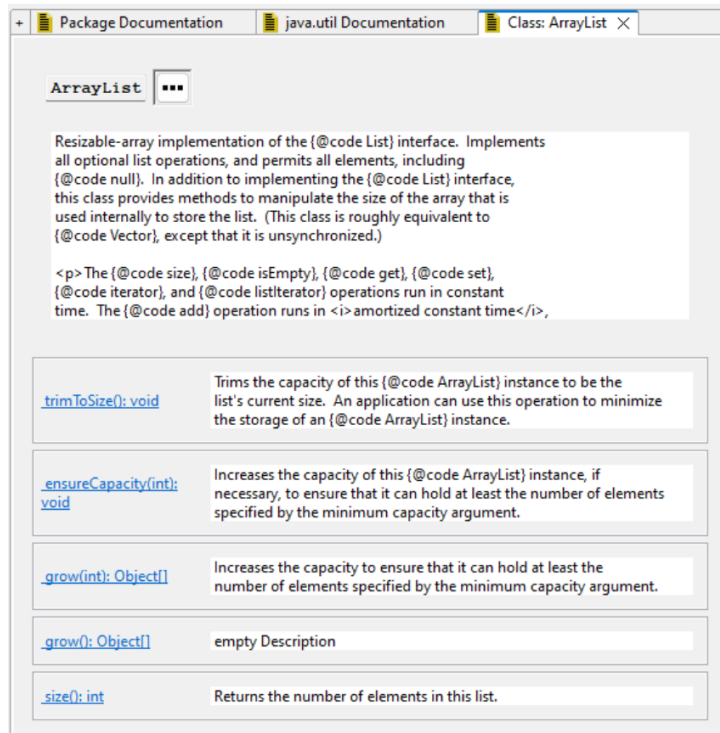 + Package Documentation java.util Documentation Class: ArrayList ×
ArrayList ...
Resizable-array implementation of the {@code List} interface.  Implements
all optional list operations, and permits all elements, including
{@code null}.  In addition to implementing the {@code List} interface,
this class provides methods to manipulate the size of the array that is
used internally to store the list.  (This class is roughly equivalent to
{@code Vector}, except that it is unsynchronized.)
<p>The {@code size}, {@code isEmpty}, {@code get}, {@code set},
{@code iterator}, and {@code listIterator} operations run in constant
time.  The {@code add} operation runs in <i>amortized constant time</i>,
trimToSize(): void
Trims the capacity of this {@code ArrayList} instance to be the
list's current size.  An application can use this operation to minimize
the storage of an {@code ArrayList} instance.
ensureCapacity(int):
void
Increases the capacity of this {@code ArrayList} instance, if
necessary, to ensure that it can hold at least the number of elements
specified by the minimum capacity argument.
grow(int): Object[]
Increases the capacity to ensure that it can hold at least the
number of elements specified by the minimum capacity argument.
grow(): Object[]
empty Description
size(): int
Returns the number of elements in this list.